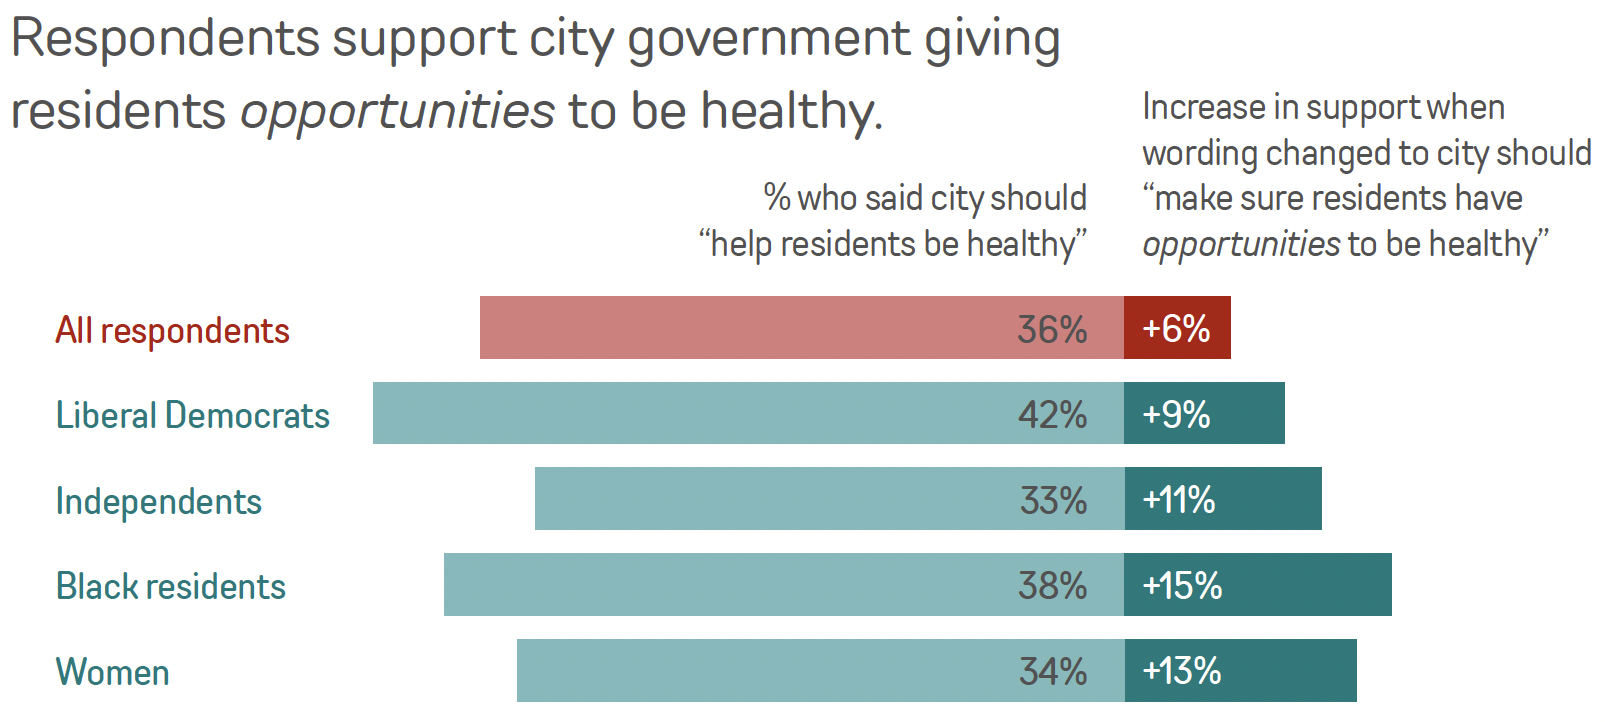 Respondents support city government giving
residents opportunities to be healthy.
% who said city should
“help residents be healthy”
Increase in support when
wording changed to city should
“make sure residents have
opportunities to be healthy”
All respondents 36% +6%
Liberal Democrats 42% +9%
Independents 33% +11%
Black residents 38% +15%
Women 34% +13%